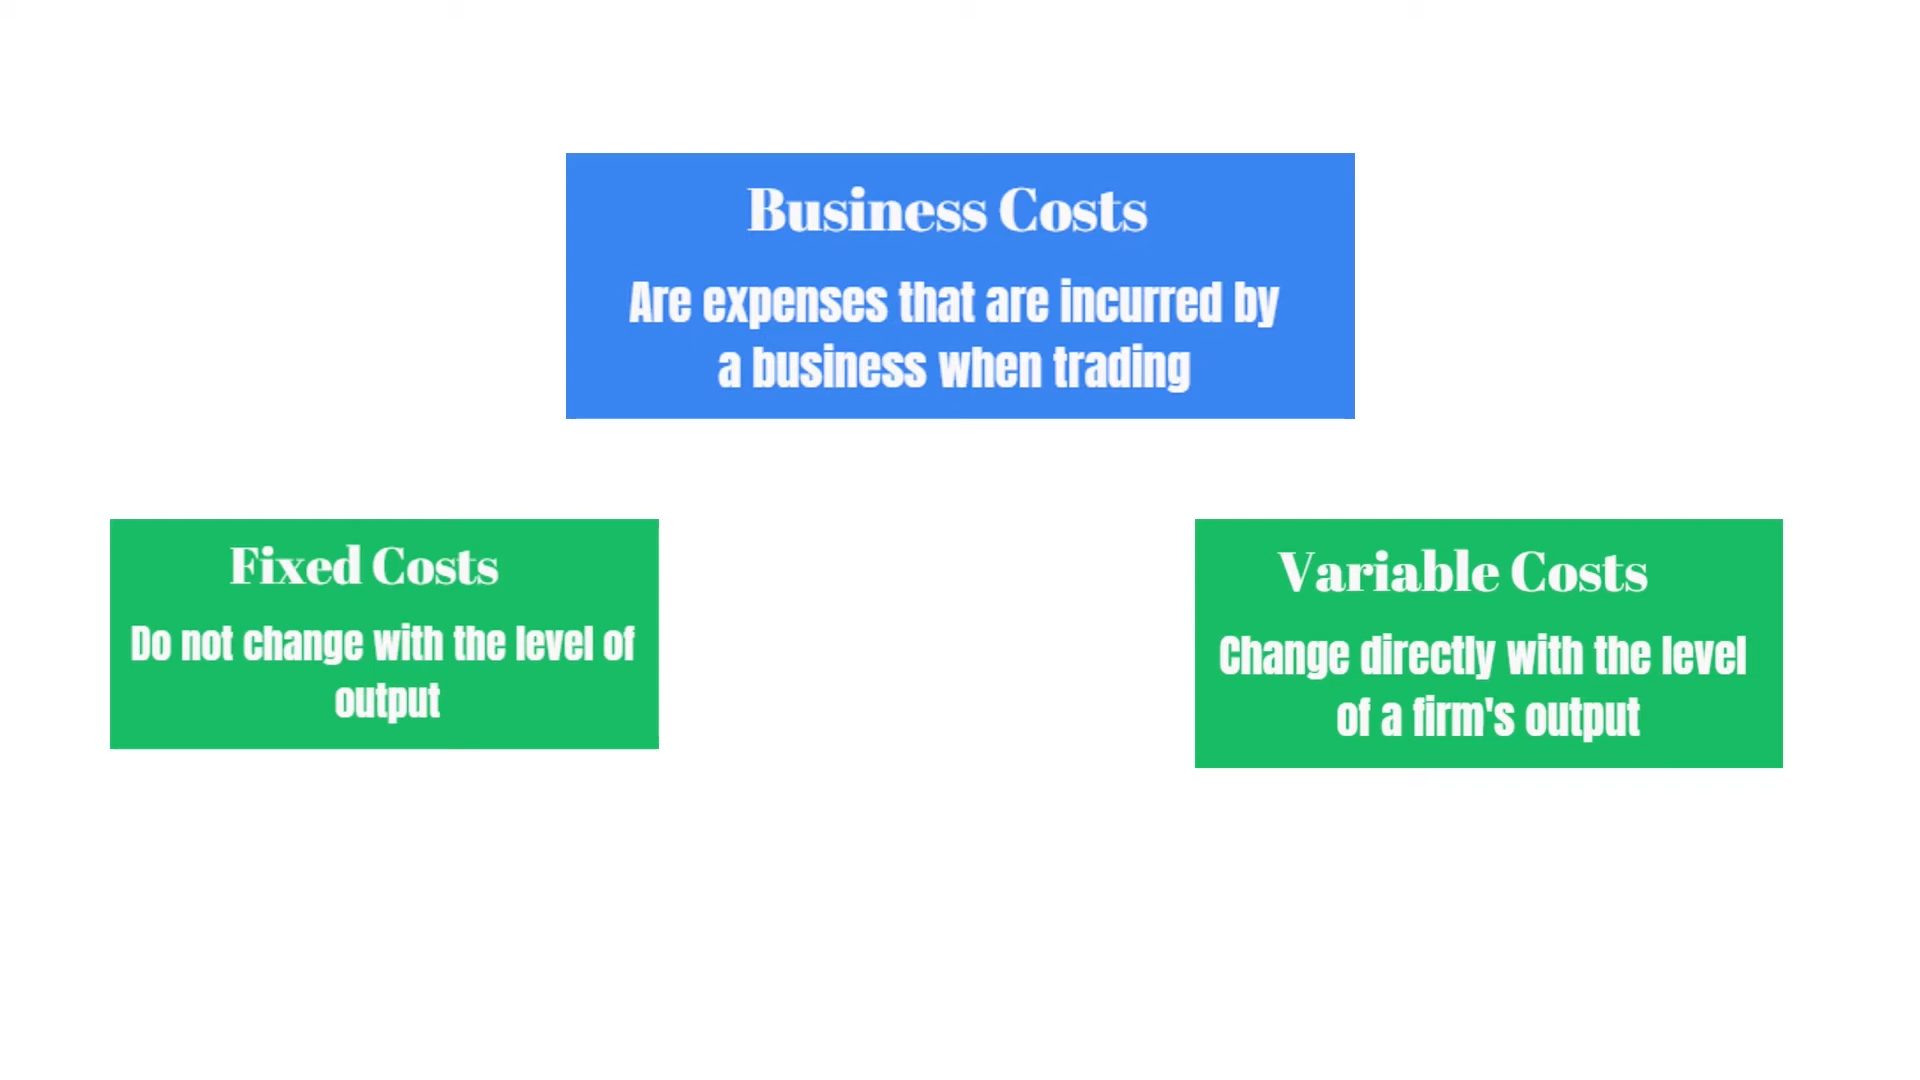 Business Costs
Are expenses that are incurred by
a business when trading
Fixed Costs
Do not change with the level of
output
Variable Costs
Change directly with the level
of a firm's output